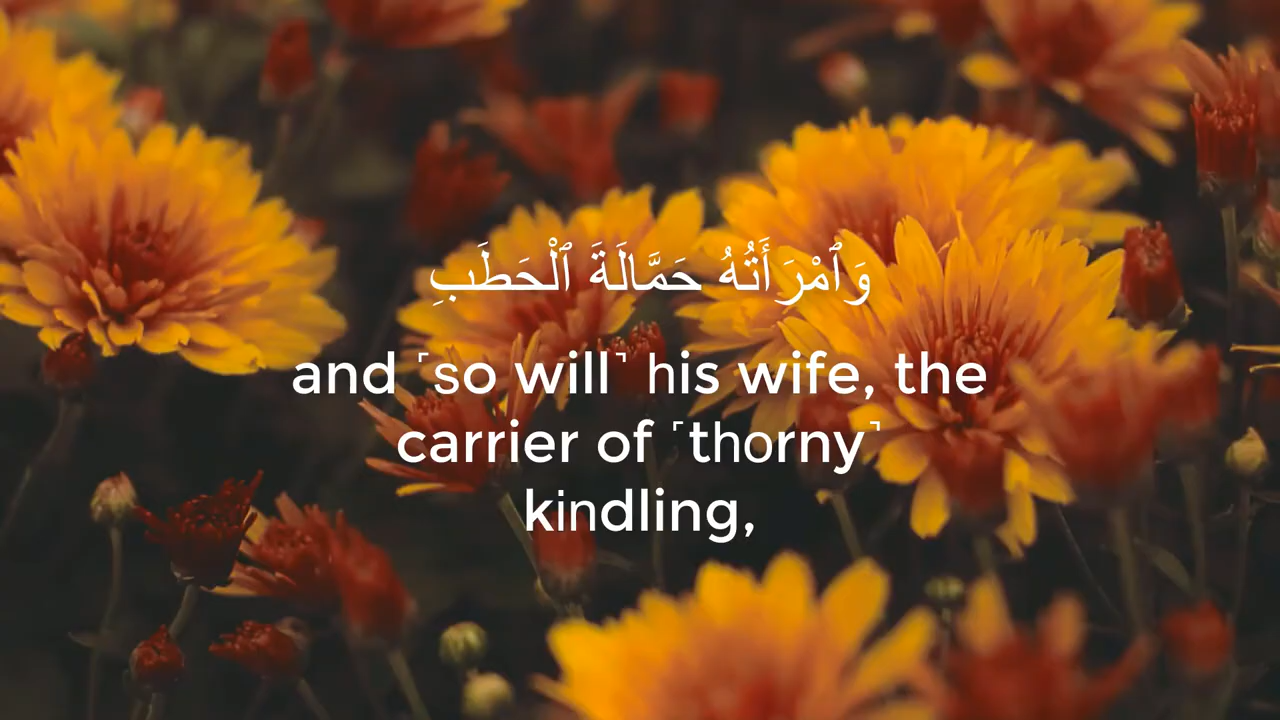 وَٱمْرَأَتُهُ حَمَّالَةَ ٱلْحَطَبِ
and ˹so will˺ his wife, the
carrier of ˹thorny˺
kindling,